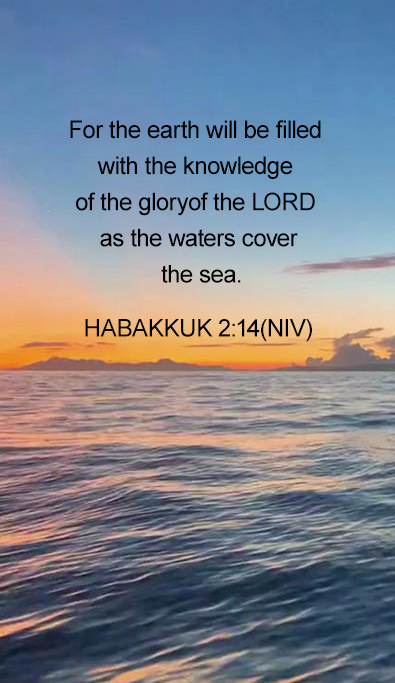 For the earth will be filled
with the knowledge
of the gloryof the LORD
as the waters cover
the sea.
HABAKKUK 2:14(NIV)